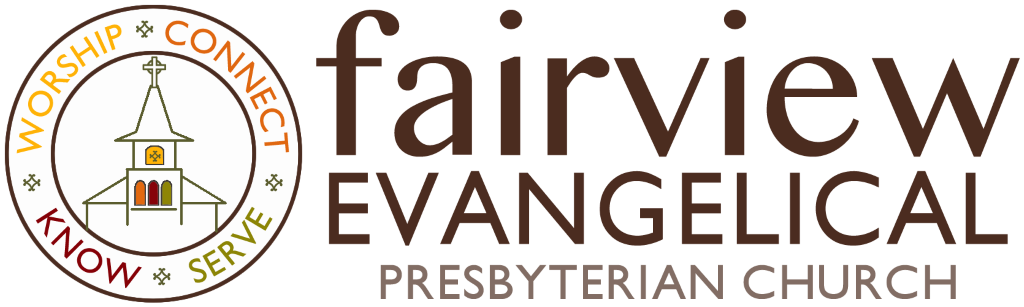 WORSHIP
CONNECT
KNOW
SERVE
fairview
EVANGELICAL
PRESBYTERIAN CHURCH